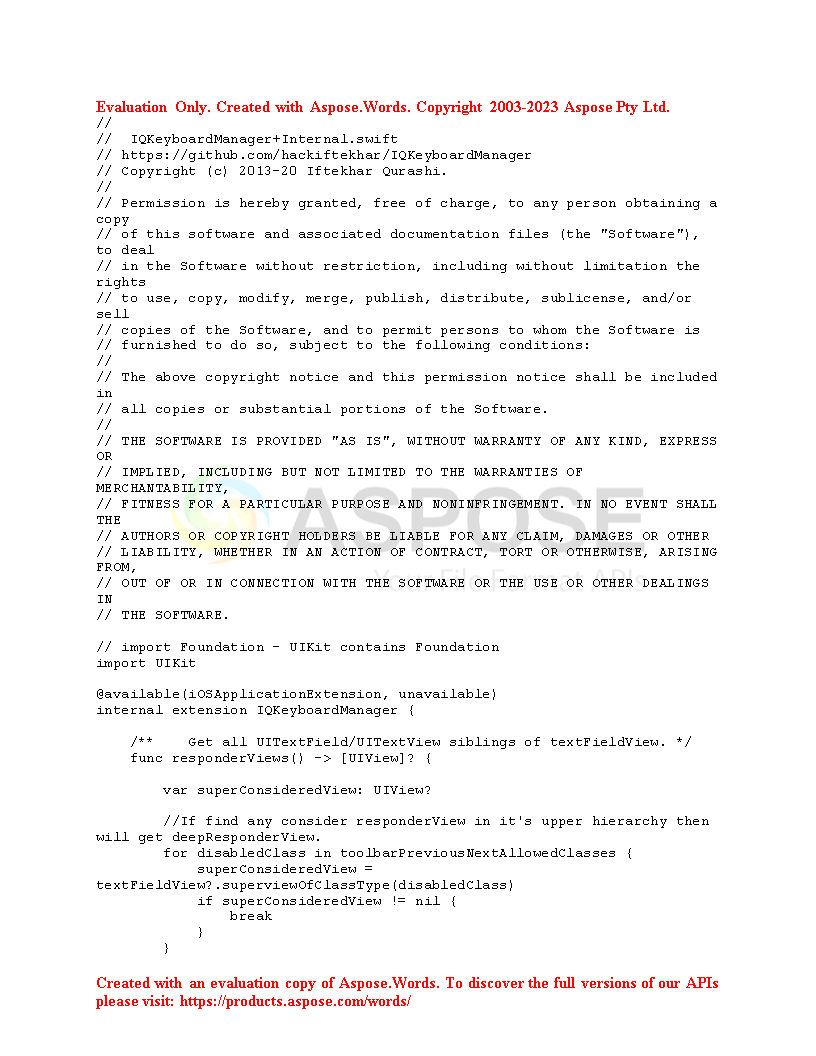 Evaluation Only. Created with Aspose.Words. Copyright 2003-2023 Aspose Pty Ltd.
//
//  IQKeyboardManager+Internal.swift
// https://github.com/hackiftekhar/IQKeyboardManager
// Copyright (c) 2013-20 Iftekhar Qurashi.
//
// Permission is hereby granted, free of charge, to any person obtaining a
copy
// of this software and associated documentation files (the "Software"),
to deal
// in the Software without restriction, including without limitation the
rights
// to use, copy, modify, merge, publish, distribute, sublicense, and/or
sell
// copies of the Software, and to permit persons to whom the Software is
// furnished to do so, subject to the following conditions:
//
// The above copyright notice and this permission notice shall be included
in
// all copies or substantial portions of the Software.
//
// THE SOFTWARE IS PROVIDED "AS IS", WITHOUT WARRANTY OF ANY KIND, EXPRESS
OR
// IMPLIED, INCLUDING BUT NOT LIMITED TO THE WARRANTIES OF
MERCHANTABILITY,
// FITNESS FOR A PARTICULAR PURPOSE AND NONINFRINGEMENT. IN NO EVENT SHALL
THE
ASPOSE
// AUTHORS OR COPYRIGHT HOLDERS BE LIABLE FOR ANY CLAIM, DAMAGES OR OTHER
// LIABILITY, WHETHER IN AN ACTION OF CONTRACT, TORT OR OTHERWISE, ARISING
FROM,
Your File Format APIs
// OUT OF OR IN CONNECTION WITH THE SOFTWARE OR THE USE OR OTHER DEALINGS
IN
// THE SOFTWARE.

// import Foundation - UIKit contains Foundation
import UIKit

@available(iOSApplicationExtension, unavailable)
internal extension IQKeyboardManager {

    /**    Get all UITextField/UITextView siblings of textFieldView. */
    func responderViews() -> [UIView]? {

        var superConsideredView: UIView?

        //If find any consider responderView in it's upper hierarchy then
will get deepResponderView.
        for disabledClass in toolbarPreviousNextAllowedClasses {
            superConsideredView =
textFieldView?.superviewOfClassType(disabledClass)
            if superConsideredView != nil {
                break
            }
        }

Created with an evaluation copy of Aspose.Words. To discover the full versions of our APIs
please visit: https://products.aspose.com/words/